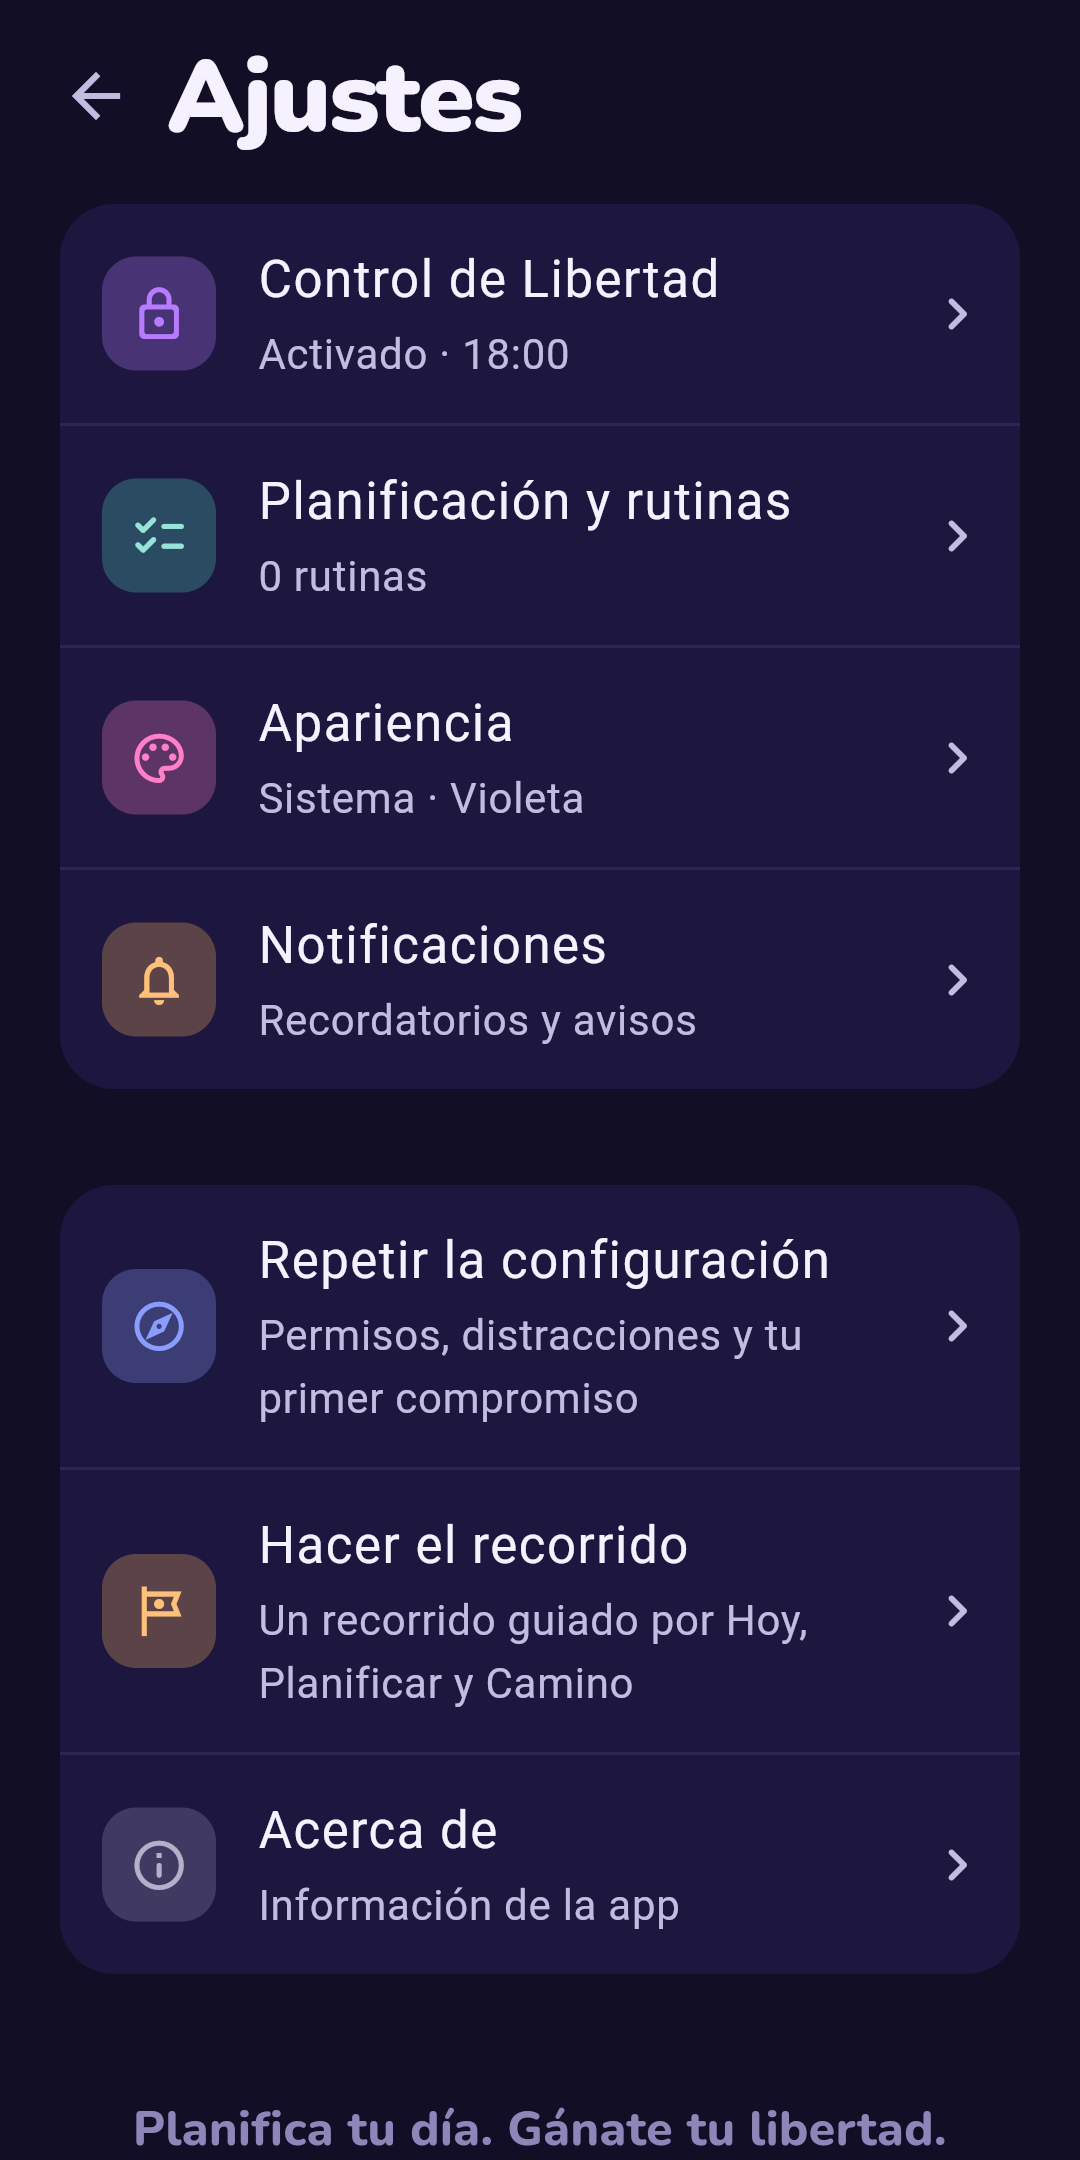 Ajustes
Control de Libertad
Activado · 18:00
Planificación y rutinas
0 rutinas
Apariencia
Sistema · Violeta
Notificaciones
Recordatorios y avisos
Repetir la configuración
Permisos, distracciones y tu
primer compromiso
Hacer el recorrido
Un recorrido guiado por Hoy,
Planificar y Camino
Acerca de
Información de la app
Planifica tu día. Gánate tu libertad.